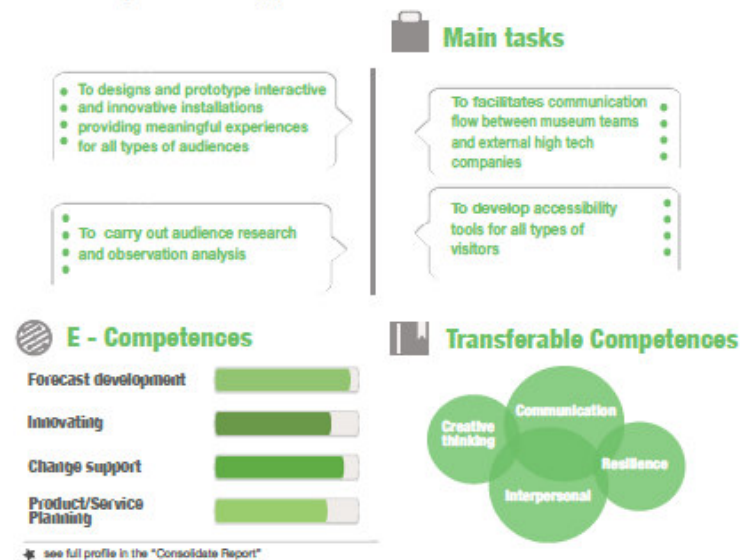 Main tasks
To designs and prototype interactive
and innovative installations
providing meaningful experiences
for all types of audiences
To facilitates communication
flow between museum teams
and external high tech
companies
To carry out audience research
and observation analysis
To develop accessibility
tools for all types of
visitors
E - Competences
Forecast development
Innovating
Change support
Product/Service
Planning
see full profile in the "Consolidate Report"
Transferable Competences
Communication
Creative
thinking
Resilience
Interpersonal